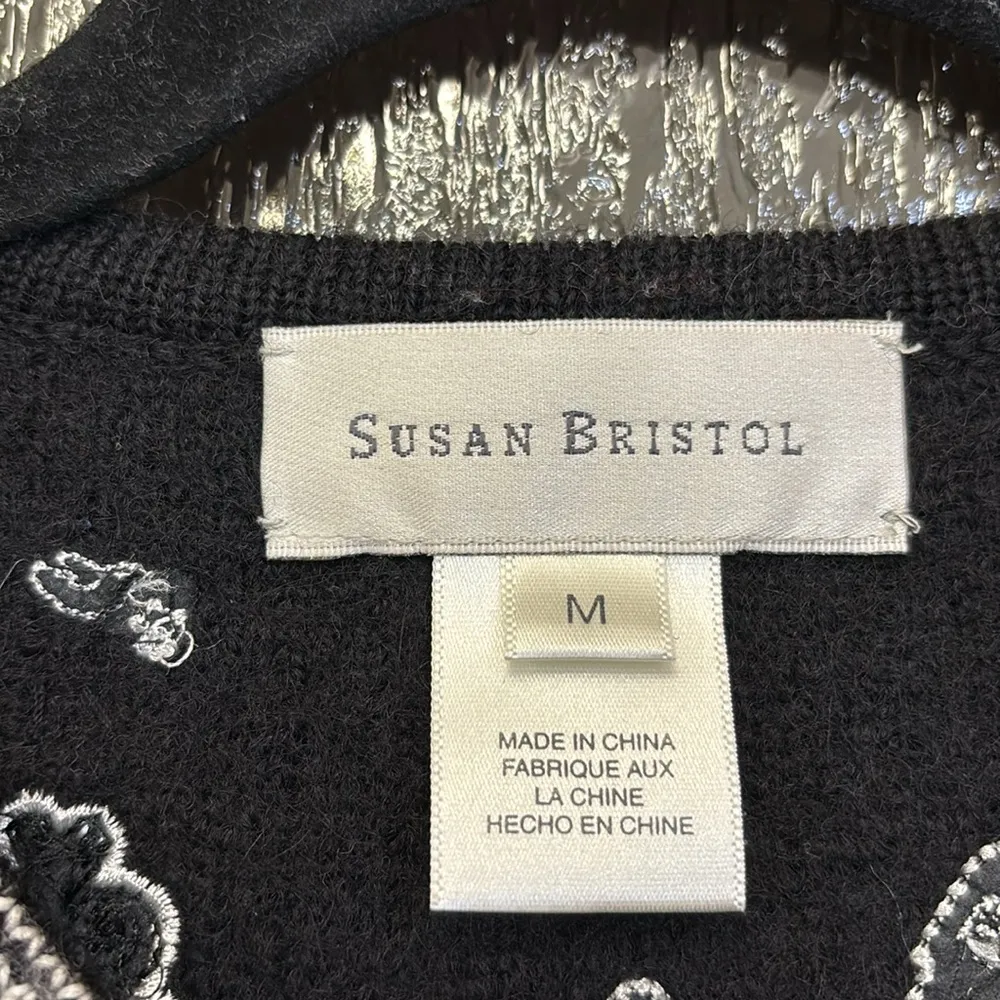 SUSAN BRISTOL
M
MADE IN CHINA
FABRIQUE AUX
LA CHINE
HECHO EN CHINE